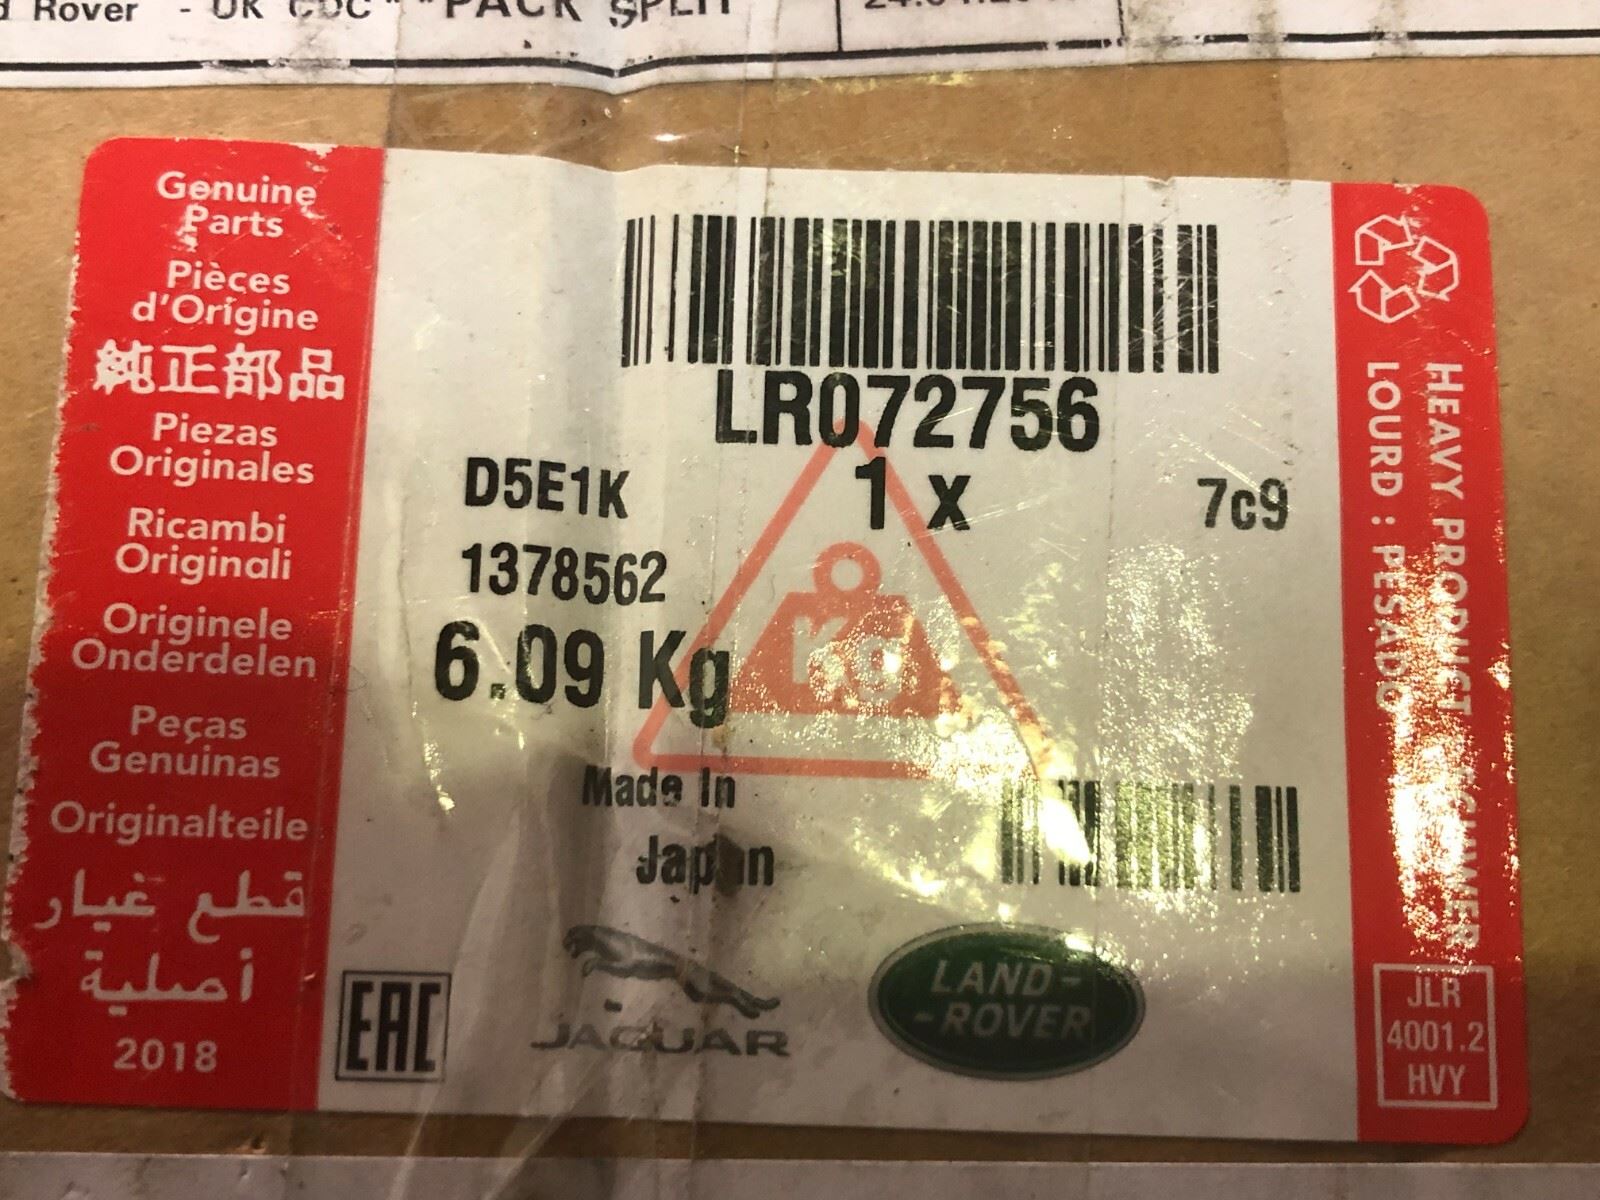 Rover - UK CDC * "PACK SPLIT
Genuine
Parts
Pièces
d'Origine
純正部品
Piezas
Originales
Ricambi
Originali
Originele
Onderdelen
Peças
Genuinas
Originalteile
قطع غيار
أصلية
2018
LR072756
D5E1K
1 x
7c9
1378562
6.09 Kg
Kg
Made In
Japan
EAC
JAGUAR
LAND-
-ROVER
HEAVY PRODUCT
LOURD : PESADO
JLR
4001.2
HVY